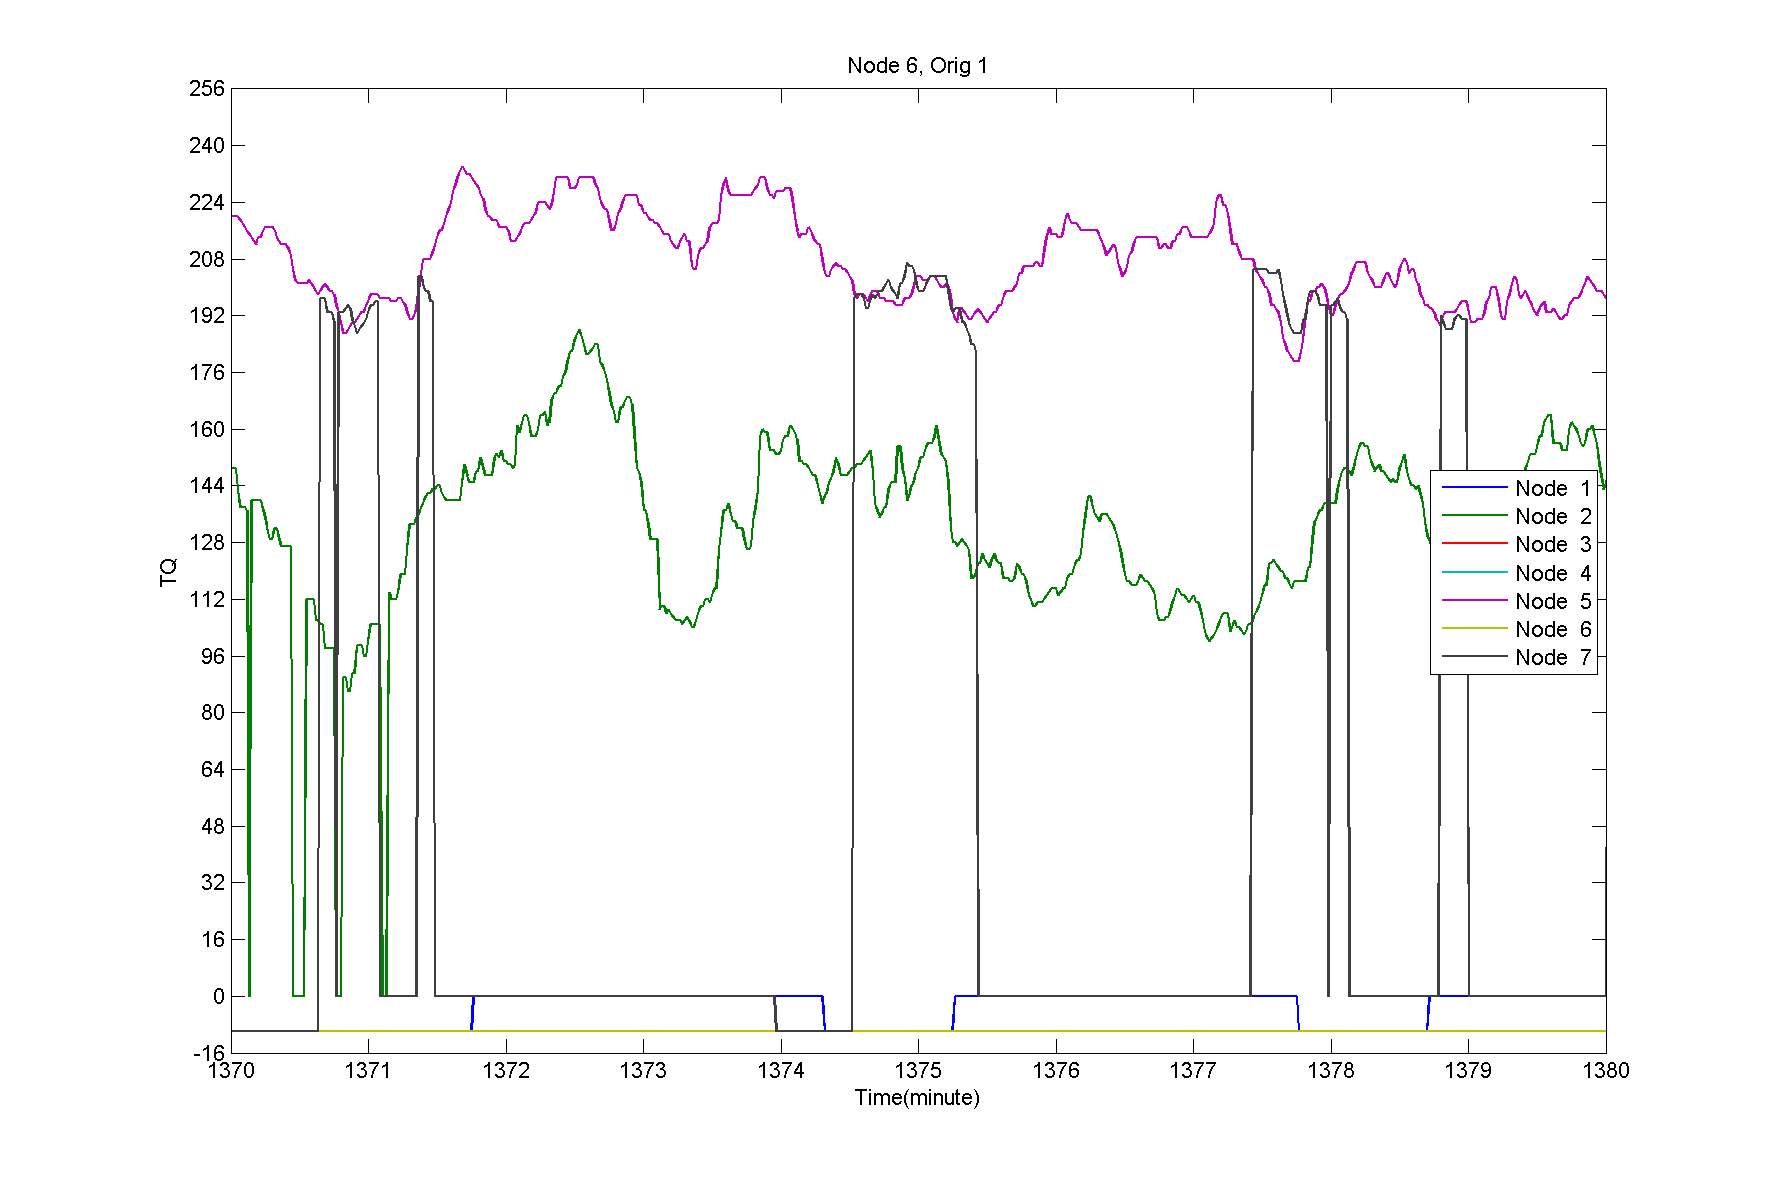 Node 6, Orig 1
256
240
224
208
192
176
160
144
128
112
96
80
64
48
32
16
0
-16
TQ
Node 1
Node 2
Node 3
Node 4
Node 5
Node 6
Node 7
1370 1371 1372 1373 1374 1375 1376 1377 1378 1379 1380
Time(minute)